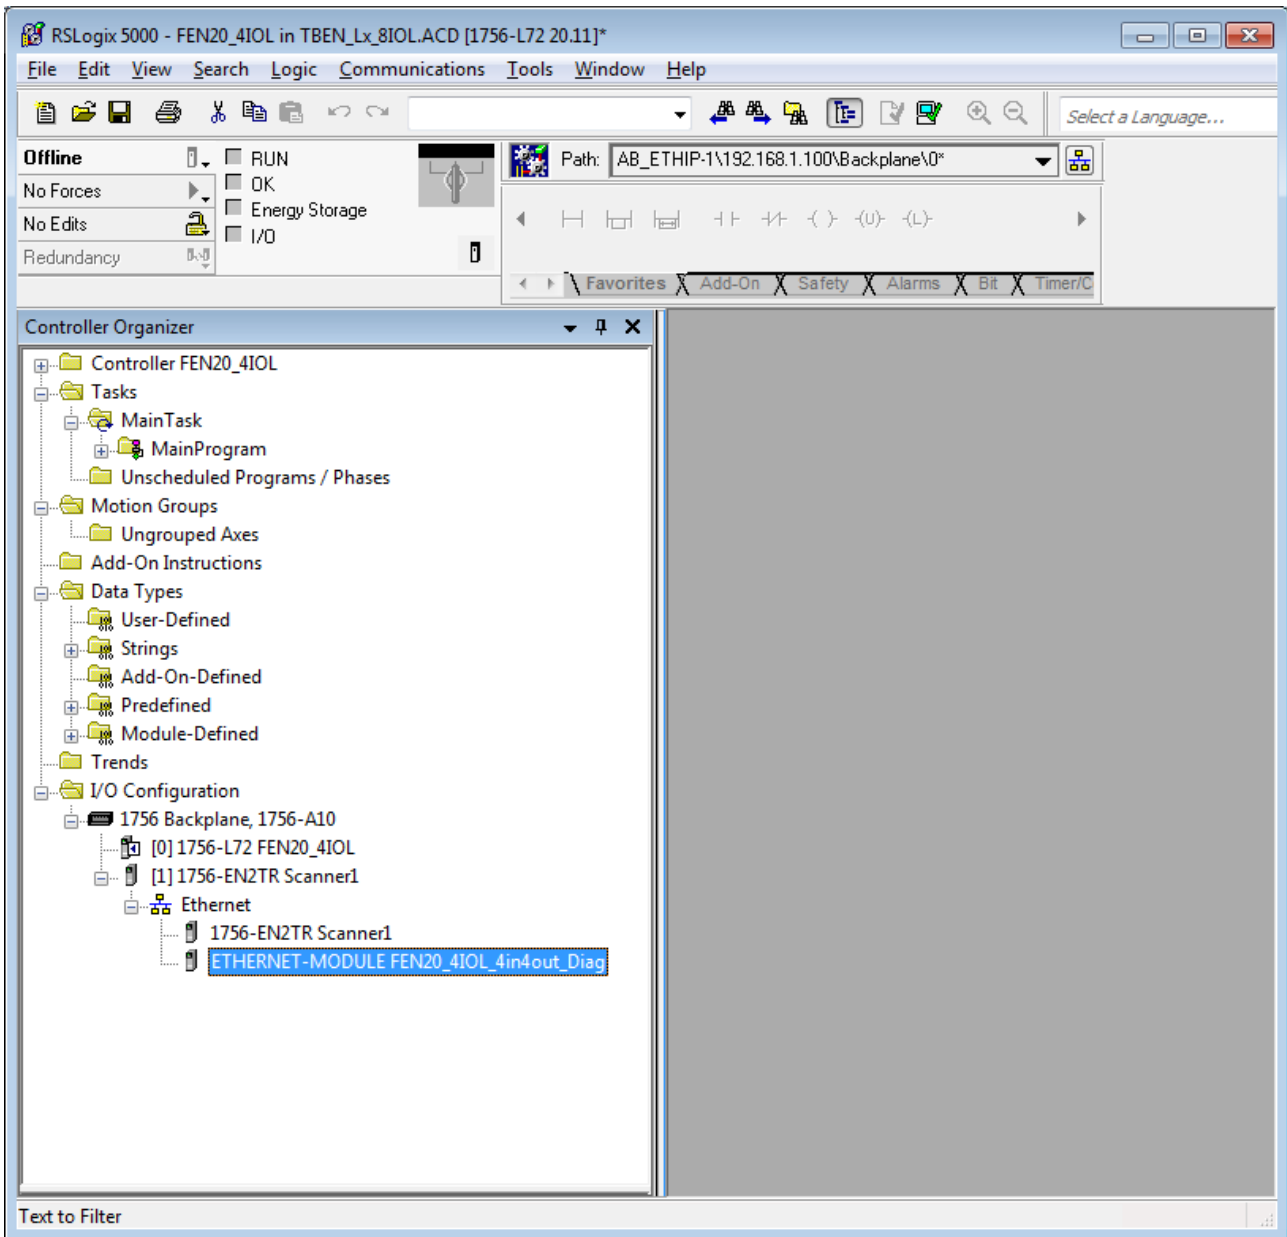 RSLogix 5000 - FEN20_4IOL in TBEN_Lx_8IOL.ACD [1756-L72 20.11]*
File Edit View Search Logic Communications Tools Window Help
Select a Language...
Offline RUN Path: AB_ETHIP-1\192.168.1.100\Backplane\0*
No Forces OK
No Edits Energy Storage
I/O
Redundancy
Favorites Add-On Safety Alarms Bit Timer/C
Controller Organizer
Controller FEN20_4IOL
Tasks
MainTask
MainProgram
Unscheduled Programs / Phases
Motion Groups
Ungrouped Axes
Add-On Instructions
Data Types
User-Defined
Strings
Add-On-Defined
Predefined
Module-Defined
Trends
I/O Configuration
1756 Backplane, 1756-A10
[0] 1756-L72 FEN20_4IOL
[1] 1756-EN2TR Scanner1
Ethernet
1756-EN2TR Scanner1
ETHERNET-MODULE FEN20_4IOL_4in4out_Diag
Text to Filter